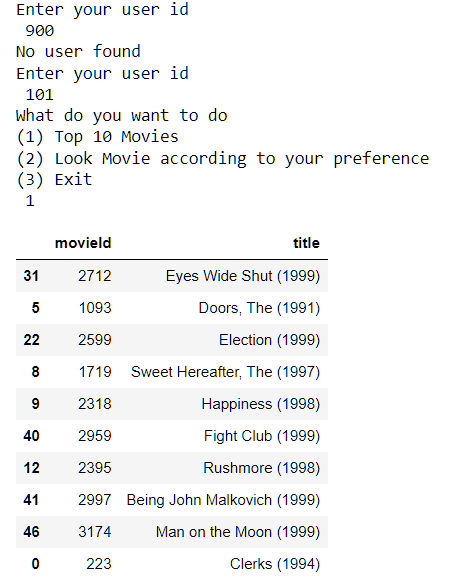 Enter your user id
900
No user found
Enter your user id
101
What do you want to do
(1) Top 10 Movies
(2) Look Movie according to your preference
(3) Exit
1
movieId title
31 2712 Eyes Wide Shut (1999)
5 1093 Doors, The (1991)
22 2599 Election (1999)
8 1719 Sweet Hereafter, The (1997)
9 2318 Happiness (1998)
40 2959 Fight Club (1999)
12 2395 Rushmore (1998)
41 2997 Being John Malkovich (1999)
46 3174 Man on the Moon (1999)
0 223 Clerks (1994)